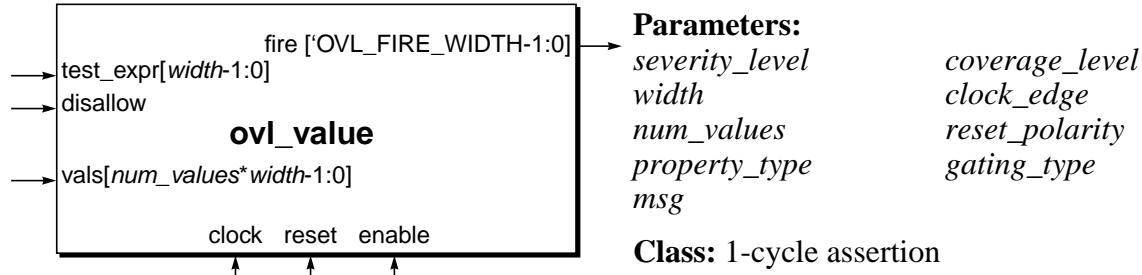 fire [‘OVL_FIRE_WIDTH-1:0]
test_expr[width-1:0]
disallow
ovl_value
vals[num_values*width-1:0]
clock reset enable
Parameters:
severity_level coverage_level
width clock_edge
num_values reset_polarity
property_type gating_type
msg
Class: 1-cycle assertion